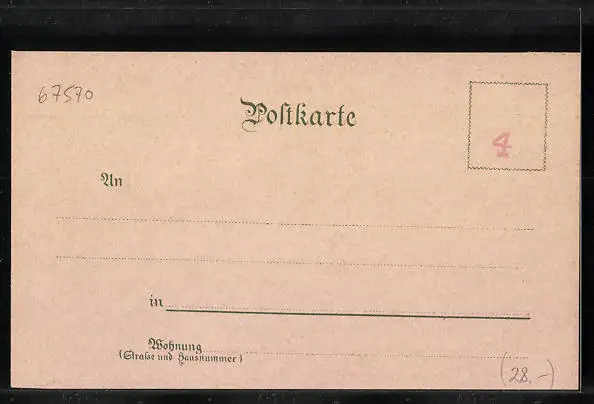 67570
Postkarte
4
An
in
Wohnung
(Straße und Hausnummer)
(28.-)